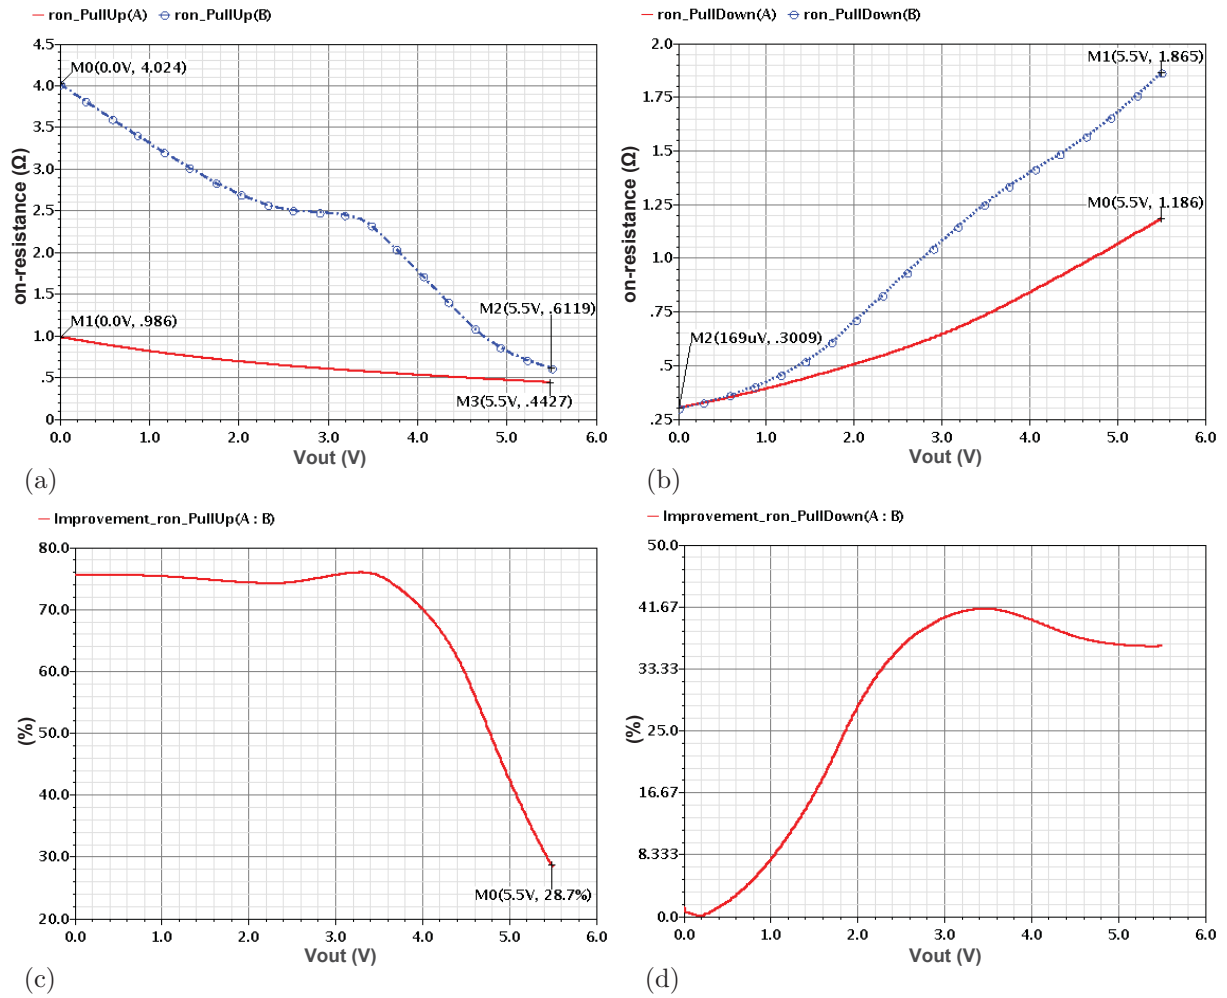 ron_PullUp(A) ron_PullUp(B)
4.5
4.0
3.5
3.0
2.5
2.0
1.5
1.0
.5
0
on-resistance (Ω)
M0(0.0V, 4.024)
M1(0.0V, .986)
M2(5.5V, .6119)
M3(5.5V, .4427)
0.0 1.0 2.0 3.0 4.0 5.0 6.0
Vout (V)
(a)
ron_PullDown(A) ron_PullDown(B)
2.0
1.75
1.5
1.25
1.0
.75
.5
.25
on-resistance (Ω)
M1(5.5V, 1.865)
M0(5.5V, 1.186)
M2(169uV, .3009)
0.0 1.0 2.0 3.0 4.0 5.0 6.0
Vout (V)
(b)
Improvement_ron_PullUp(A : B)
80.0
70.0
60.0
50.0
40.0
30.0
20.0
(%)
M0(5.5V, 28.7%)
0.0 1.0 2.0 3.0 4.0 5.0 6.0
Vout (V)
(c)
Improvement_ron_PullDown(A : B)
50.0
41.67
33.33
25.0
16.67
8.333
0.0
(%)
0.0 1.0 2.0 3.0 4.0 5.0 6.0
Vout (V)
(d)